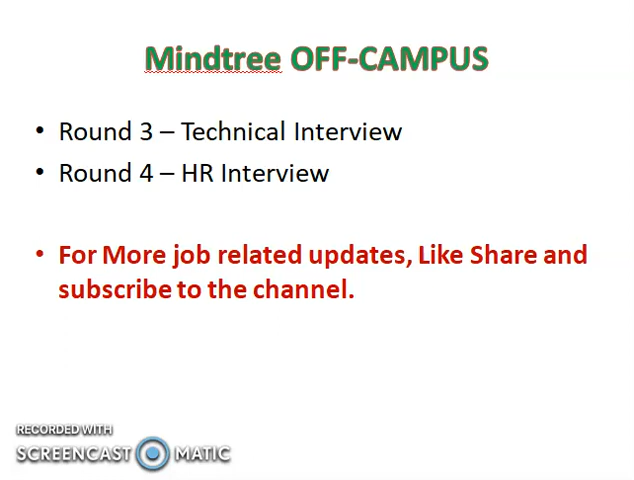 Mindtree OFF-CAMPUS
• Round 3 – Technical Interview
• Round 4 – HR Interview
• For More job related updates, Like Share and
subscribe to the channel.
RECORDED WITH
SCREENCAST MATIC